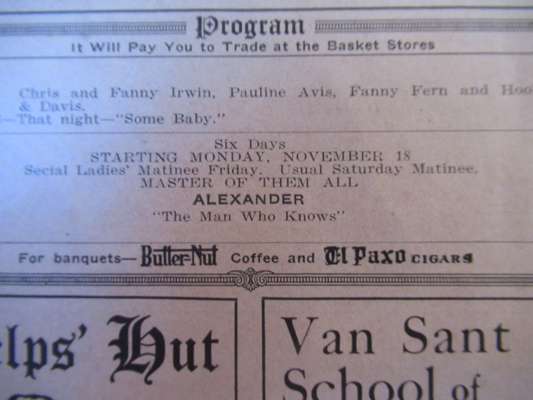 Program
It Will Pay You to Trade at the Basket Stores
Chris and Fanny Irwin, Pauline Avis, Fanny Fern and Hoo
& Davis.
—That night—"Some Baby."
Six Days
STARTING MONDAY, NOVEMBER 18
Secial Ladies' Matinee Friday. Usual Saturday Matinee.
MASTER OF THEM ALL
ALEXANDER
"The Man Who Knows"
For banquets—Butter-Nut Coffee and El Paxo CIGARS
elps' Hut
Van Sant
School of